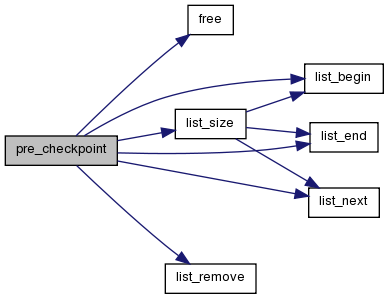 free
list_begin
list_size
list_end
pre_checkpoint
list_next
list_remove